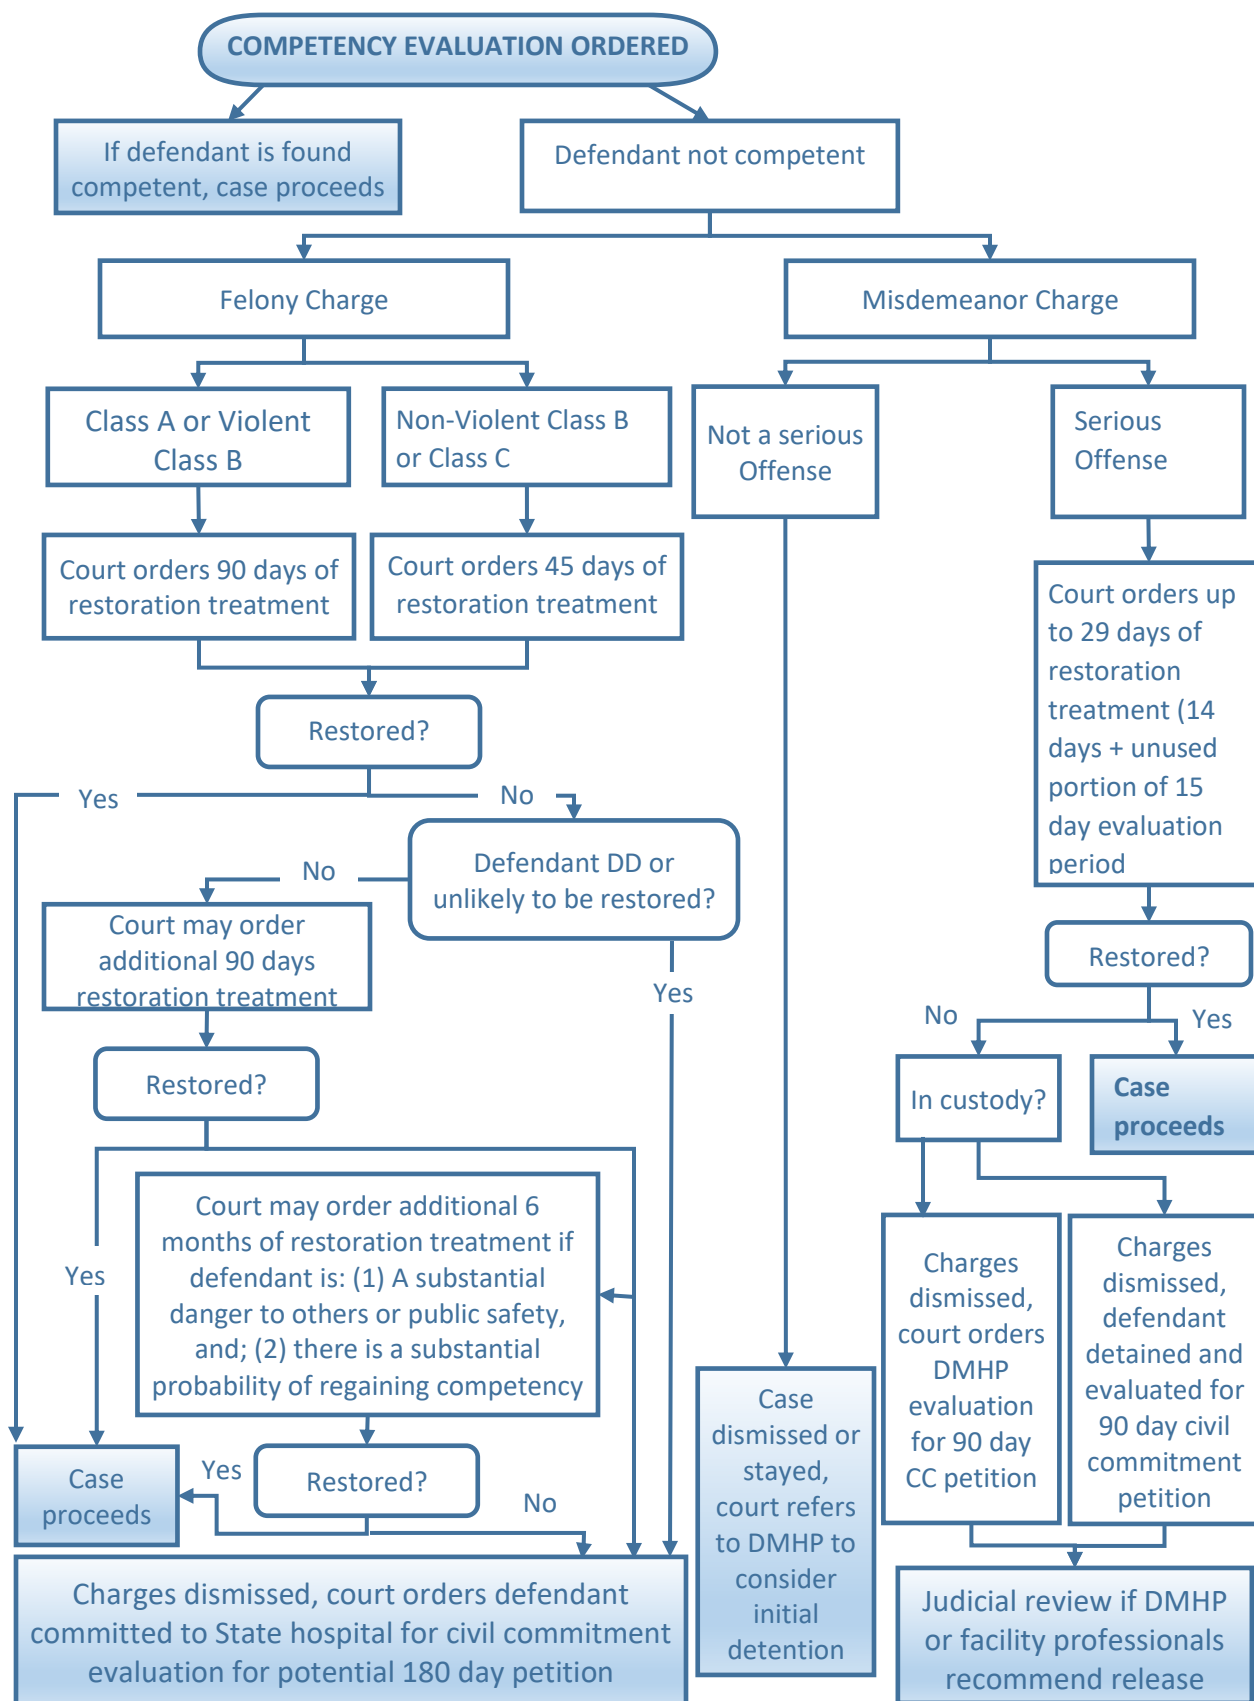 COMPETENCY EVALUATION ORDERED
If defendant is found
competent, case proceeds
Defendant not competent
Felony Charge
Misdemeanor Charge
Class A or Violent
Class B
Non-Violent Class B
or Class C
Not a serious
Offense
Serious
Offense
Court orders 90 days of
restoration treatment
Court orders 45 days of
restoration treatment
Court orders up
to 29 days of
restoration
treatment (14
days + unused
portion of 15
day evaluation
period
Restored?
Yes
No
Defendant DD or
unlikely to be restored?
No
Yes
Court may order
additional 90 days
restoration treatment
Restored?
No
Yes
Restored?
In custody?
Case
proceeds
Court may order additional 6
months of restoration treatment if
defendant is: (1) A substantial
danger to others or public safety,
and; (2) there is a substantial
probability of regaining competency
Yes
Charges
dismissed,
court orders
DMHP
evaluation
for 90 day
CC petition
Charges
dismissed,
defendant
detained and
evaluated for
90 day civil
commitment
petition
Case
dismissed or
stayed,
court refers
to DMHP to
consider
initial
detention
Case
proceeds
Yes
Restored?
No
Charges dismissed, court orders defendant
committed to State hospital for civil commitment
evaluation for potential 180 day petition
Judicial review if DMHP
or facility professionals
recommend release